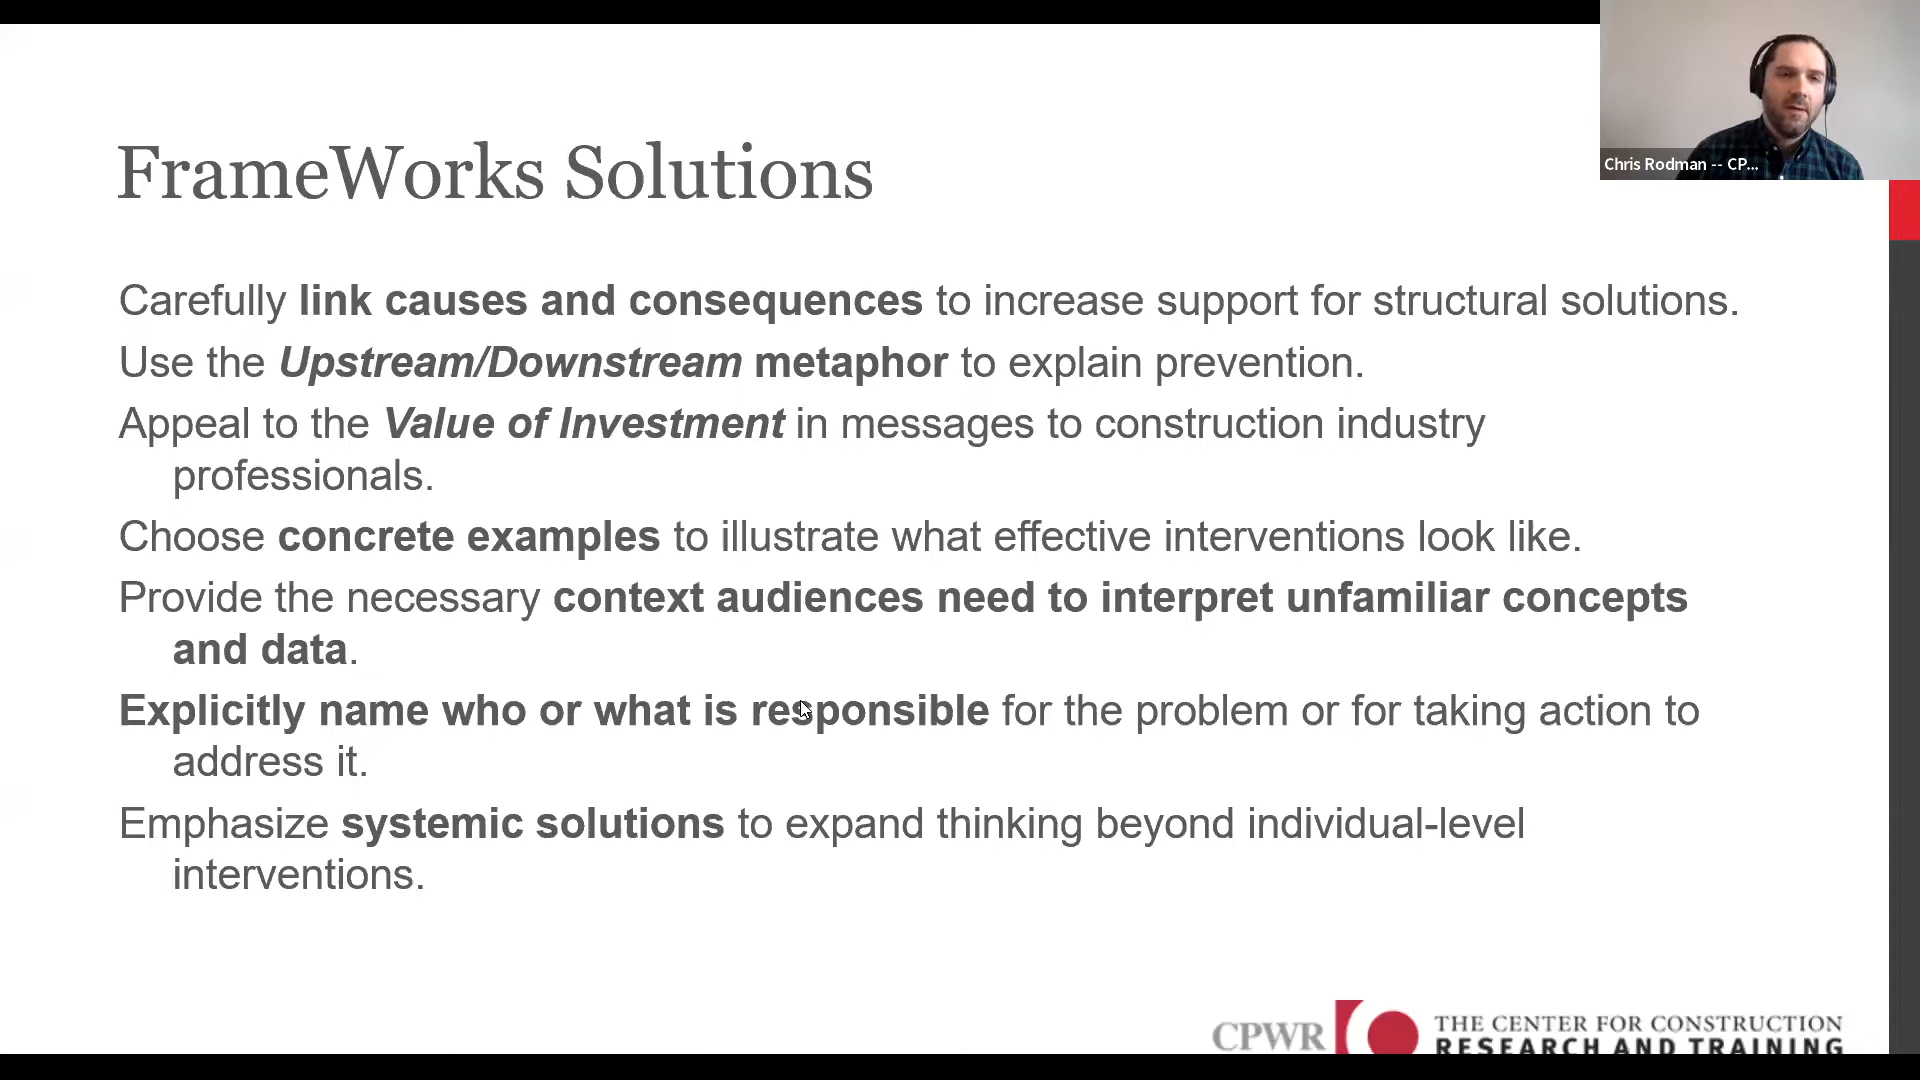 Chris Rodman -- CP...
FrameWorks Solutions
Carefully link causes and consequences to increase support for structural solutions.
Use the Upstream/Downstream metaphor to explain prevention.
Appeal to the Value of Investment in messages to construction industry
professionals.
Choose concrete examples to illustrate what effective interventions look like.
Provide the necessary context audiences need to interpret unfamiliar concepts
and data.
Explicitly name who or what is responsible for the problem or for taking action to
address it.
Emphasize systemic solutions to expand thinking beyond individual-level
interventions.
CPWR
THE CENTER FOR CONSTRUCTION
RESEARCH AND TRAINING